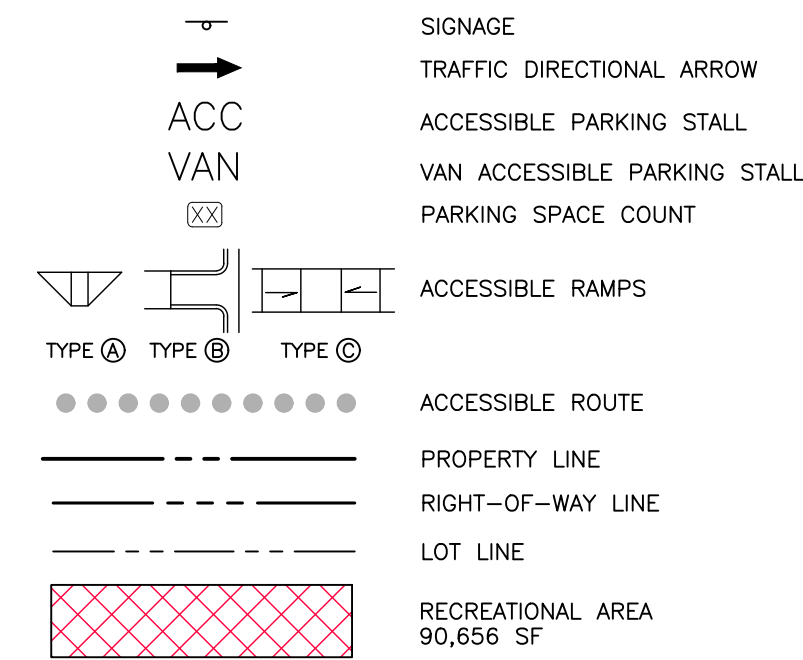 SIGNAGE
TRAFFIC DIRECTIONAL ARROW
ACC ACCESSIBLE PARKING STALL
VAN VAN ACCESSIBLE PARKING STALL
XX PARKING SPACE COUNT
ACCESSIBLE RAMPS
TYPE A TYPE B TYPE C
ACCESSIBLE ROUTE
PROPERTY LINE
RIGHT-OF-WAY LINE
LOT LINE
RECREATIONAL AREA
90,656 SF